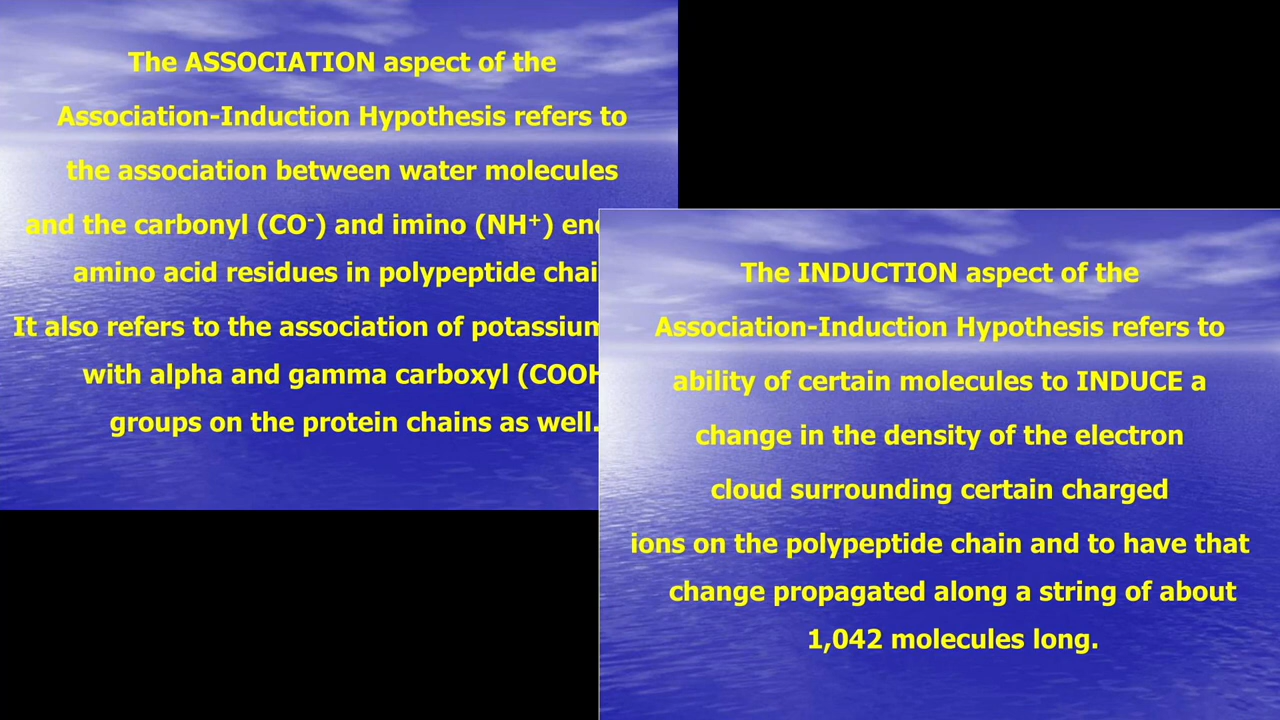 The ASSOCIATION aspect of the
Association-Induction Hypothesis refers to
the association between water molecules
and the carbonyl (CO⁻) and imino (NH⁺)
amino acid residues in polypeptide
It also refers to the association of potassium
with alpha and gamma carboxyl (COOH
groups on the protein chains as well.
The INDUCTION aspect of the
Association-Induction Hypothesis refers to
ability of certain molecules to INDUCE a
change in the density of the electron
cloud surrounding certain charged
ions on the polypeptide chain and to have that
change propagated along a string of about
1,042 molecules long.